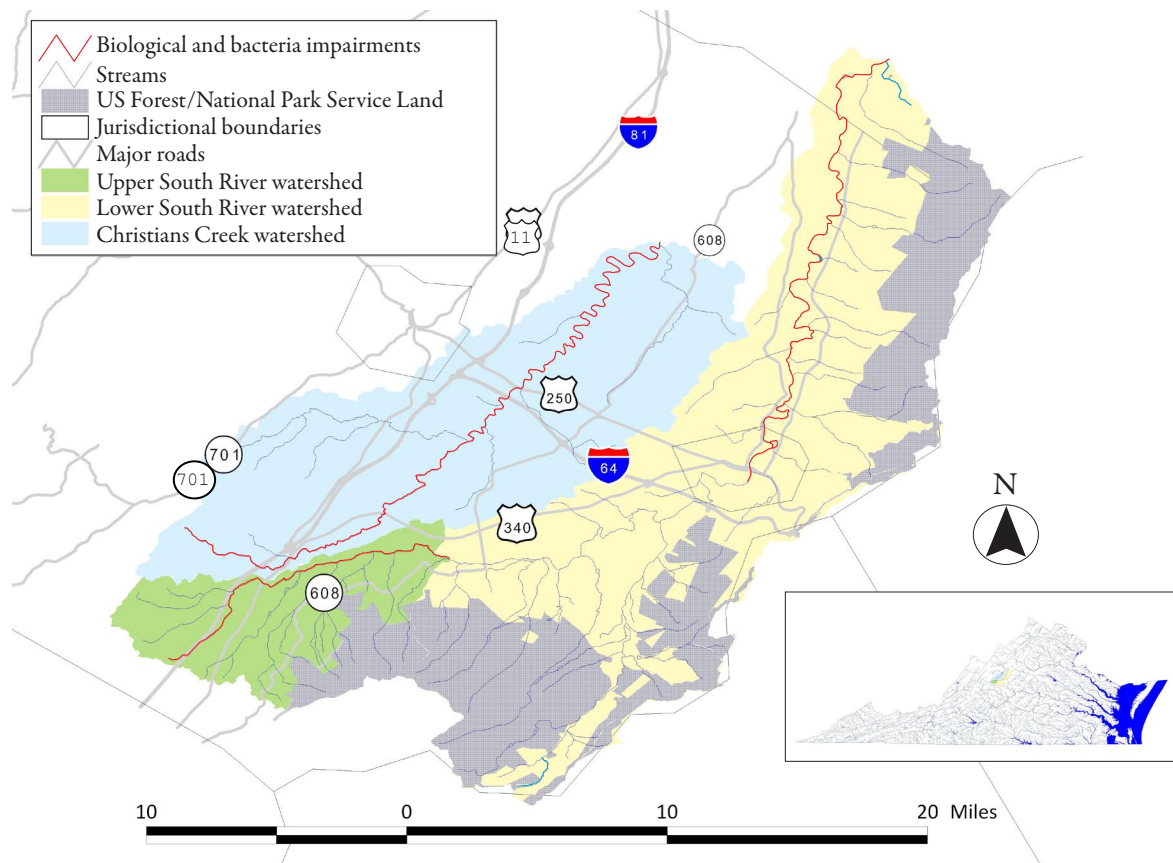 Biological and bacteria impairments
Streams
US Forest/National Park Service Land
Jurisdictional boundaries
Major roads
Upper South River watershed
Lower South River watershed
Christians Creek watershed
81
11
608
250
701
701
64
340
N
608
10 0 10 20 Miles